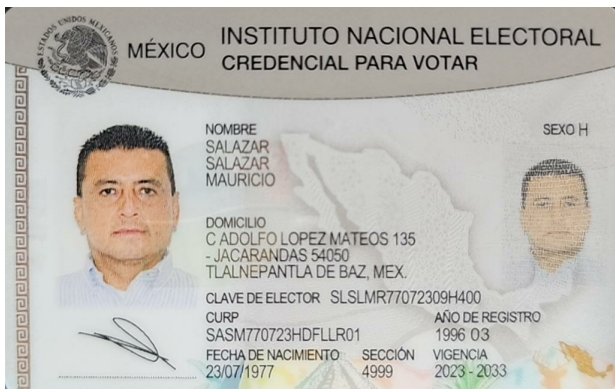 ESTADOS UNIDOS MEXICANOS
MÉXICO
INSTITUTO NACIONAL ELECTORAL
CREDENCIAL PARA VOTAR
NOMBRE
SEXO H
SALAZAR
SALAZAR
MAURICIO
DOMICILIO
C ADOLFO LOPEZ MATEOS 135
- JACARANDAS 54050
TLALNEPANTLA DE BAZ, MEX.
CLAVE DE ELECTOR SLSLMR77072309H400
CURP AÑO DE REGISTRO
SASM770723HDFLLR01 1996 03
FECHA DE NACIMIENTO SECCIÓN VIGENCIA
23/07/1977 4999 2023 - 2033